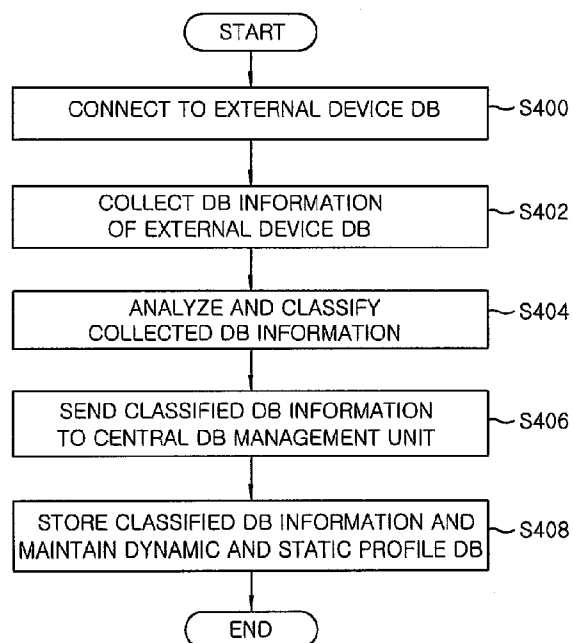 START
CONNECT TO EXTERNAL DEVICE DB
S400
COLLECT DB INFORMATION
OF EXTERNAL DEVICE DB
S402
ANALYZE AND CLASSIFY
COLLECTED DB INFORMATION
S404
SEND CLASSIFIED DB INFORMATION
TO CENTRAL DB MANAGEMENT UNIT
S406
STORE CLASSIFIED DB INFORMATION AND
MAINTAIN DYNAMIC AND STATIC PROFILE DB
S408
END